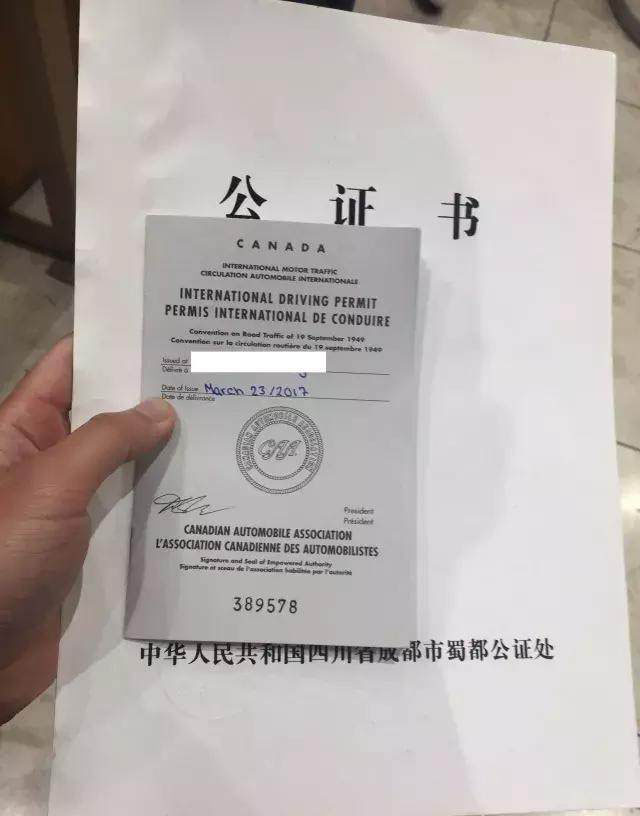 公证书
CANADA
INTERNATIONAL MOTOR TRAFFIC
CIRCULATION AUTOMOBILE INTERNATIONALE
INTERNATIONAL DRIVING PERMIT
PERMIS INTERNATIONAL DE CONDUIRE
Convention on Road Traffic of 19 September 1949
Convention sur la circulation routière du 19 septembre 1949
Issued at
Délivré à
Date of Issue March 23/2017
Date de délivrance
CANADIAN AUTOMOBILE ASSOCIATION
CAA
President
Président
CANADIAN AUTOMOBILE ASSOCIATION
L'ASSOCIATION CANADIENNE DES AUTOMOBILISTES
Signature and Seal of Empowered Authority
Signature et sceau de l'association habilitée par l'autorité
389578
中华人民共和国四川省成都市蜀都公证处